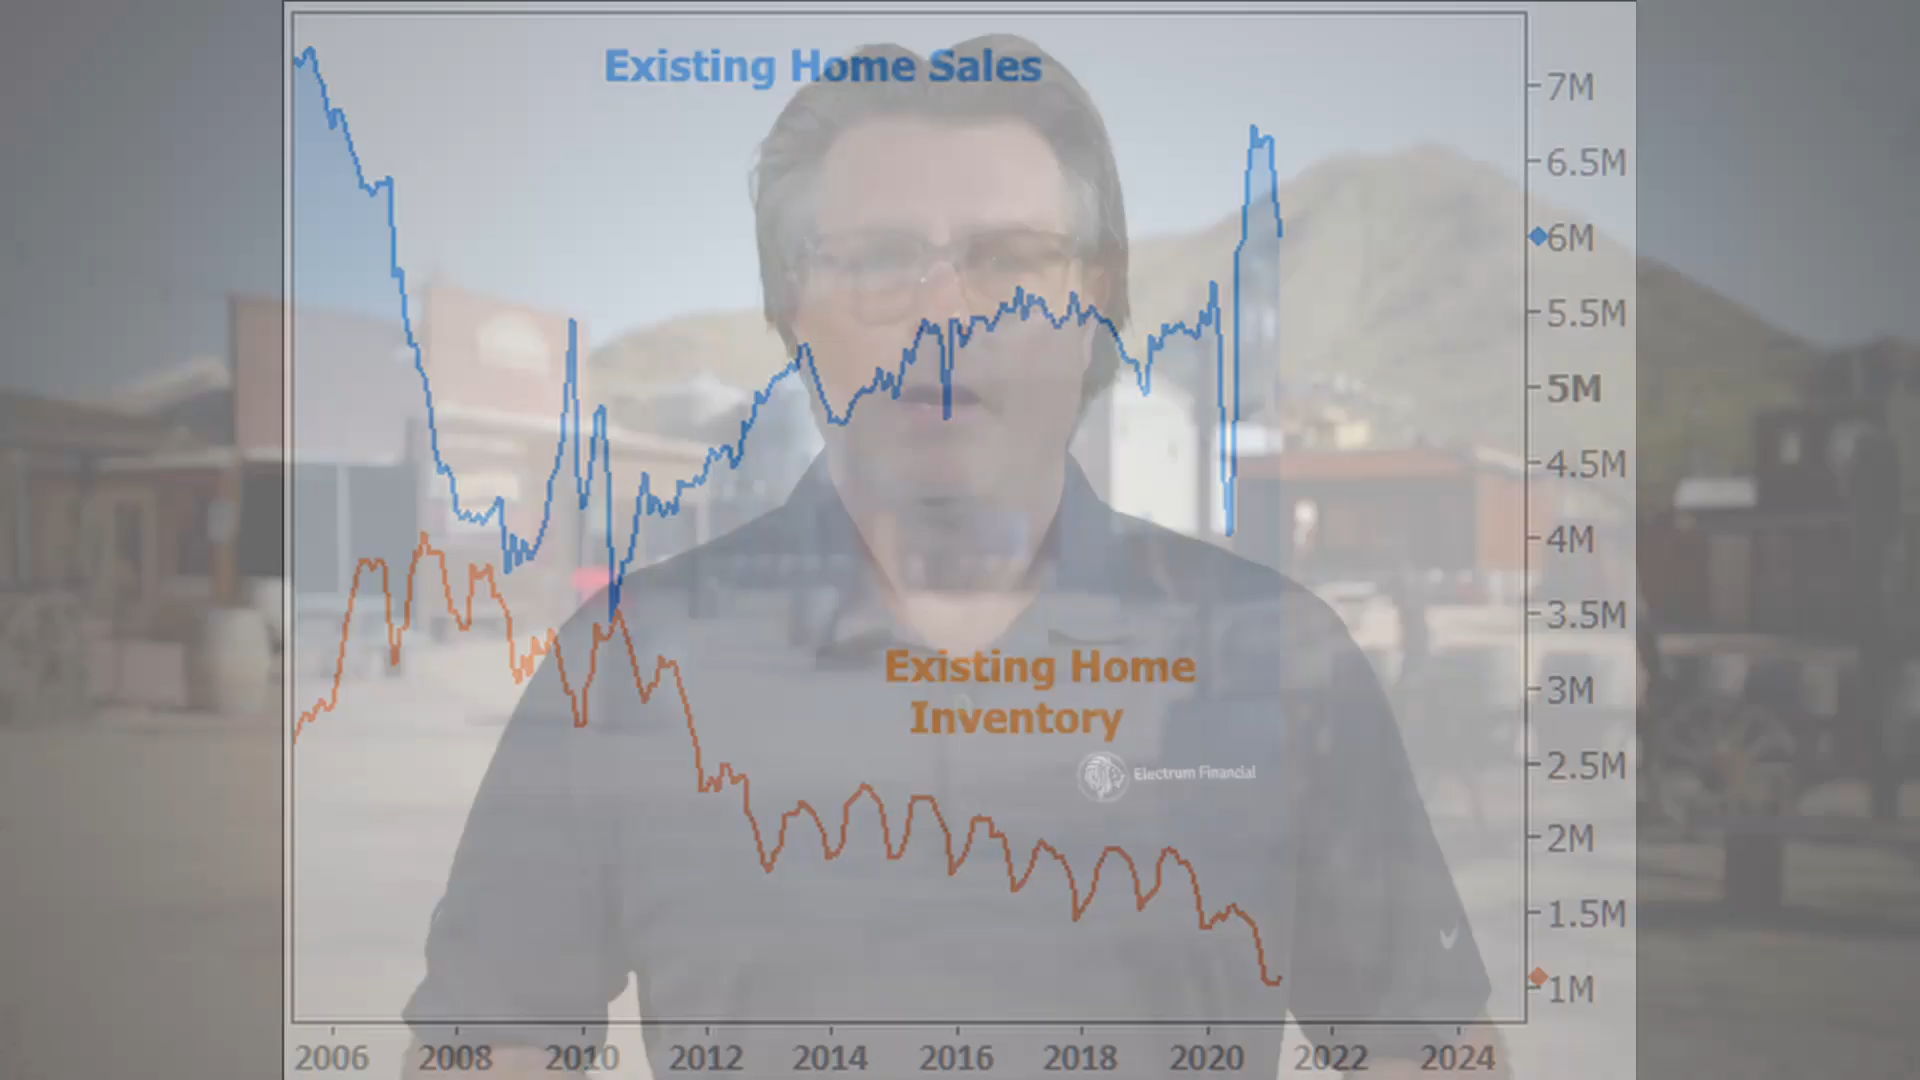 Existing Home Sales
7M
6.5M
6M
5.5M
5M
4.5M
4M
3.5M
Existing Home
Inventory
3M
Electrum Financial
2.5M
2M
1.5M
1M
2006 2008 2010 2012 2014 2016 2018 2020 2022 2024